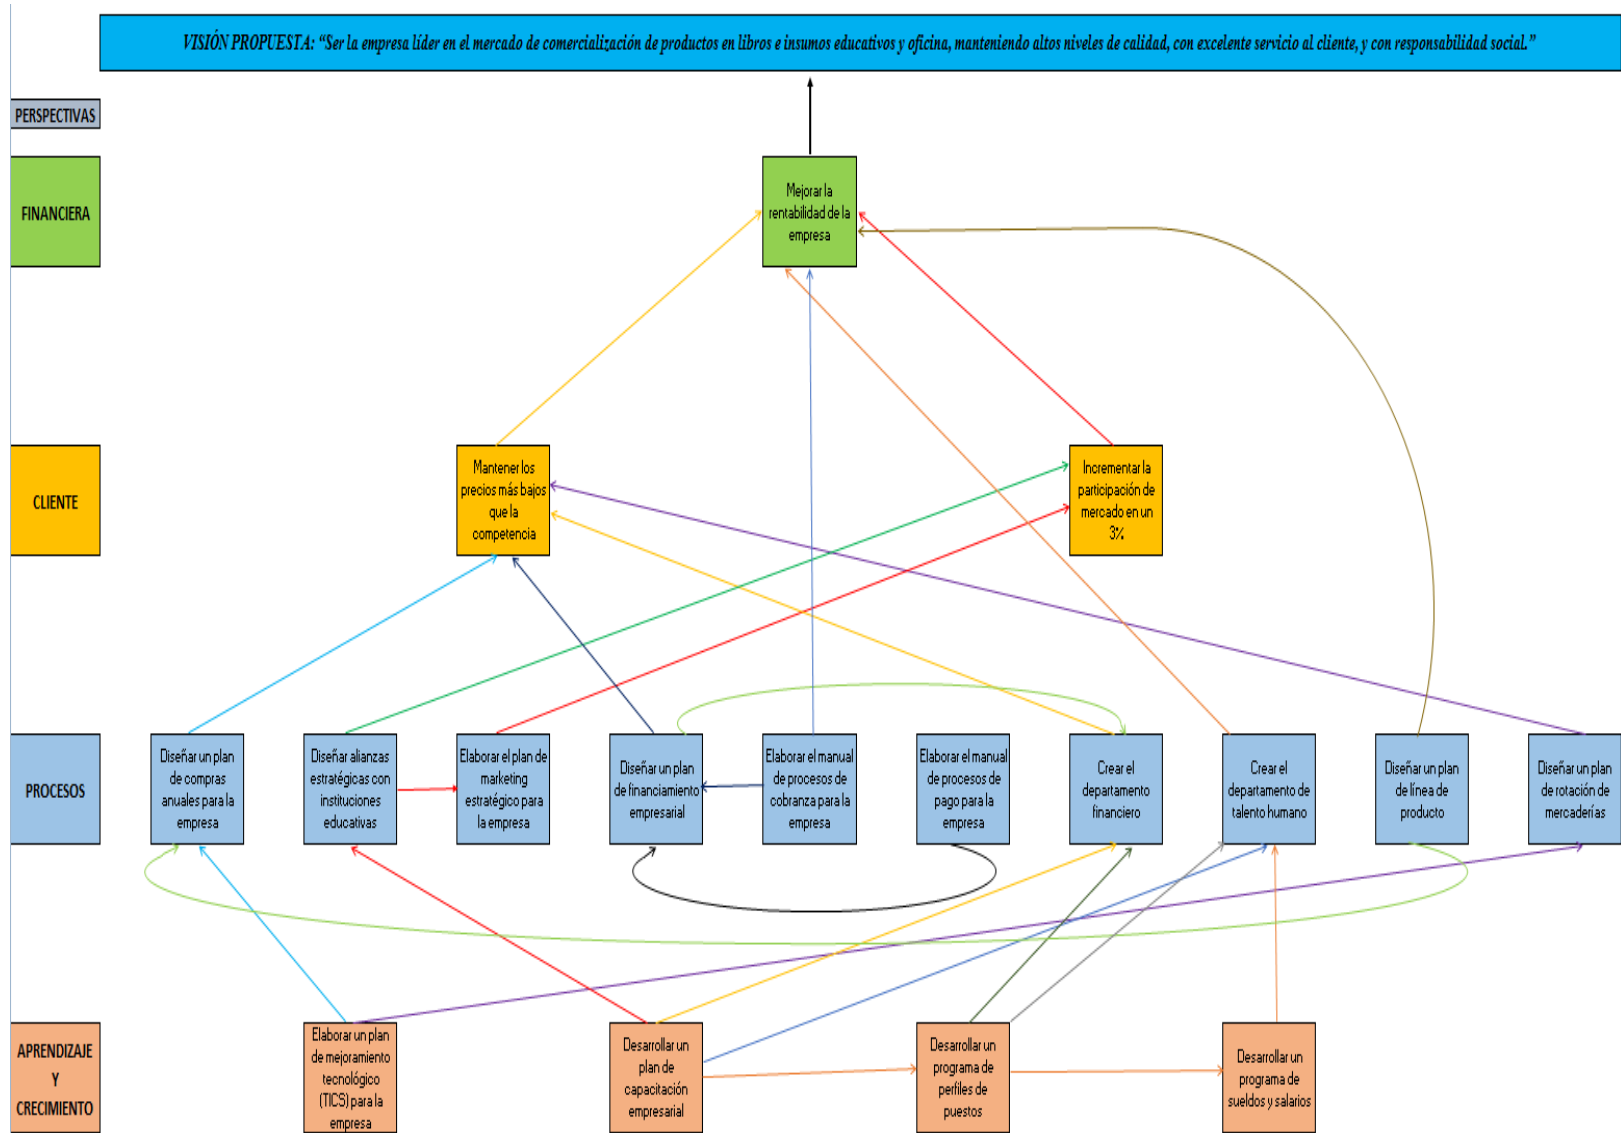 VISIÓN PROPUESTA: “Ser la empresa líder en el mercado de comercialización de productos en libros e insumos educativos y oficina, manteniendo altos niveles de calidad, con excelente servicio al cliente, y con responsabilidad social.”
PERSPECTIVAS
FINANCIERA
Mejorar la
rentabilidad de la
empresa
CLIENTE
Mantener los
precios más bajos
que la
competencia
Incrementar la
participación de
mercado en un
3%
PROCESOS
Diseñar un plan
de compras
anuales para la
empresa
Diseñar alianzas
estratégicas con
instituciones
educativas
Elaborar el plan de
marketing
estratégico para
la empresa
Diseñar un plan
de financiamiento
empresarial
Elaborar el manual
de procesos de
cobranza para la
empresa
Elaborar el manual
de procesos de
pago para la
empresa
Crear el
departamento
financiero
Crear el
departamento de
talento humano
Diseñar un plan
de línea de
producto
Diseñar un plan
de rotación de
mercaderías
APRENDIZAJE
Y
CRECIMIENTO
Elaborar un plan
de mejoramiento
tecnológico
(TICS) para la
empresa
Desarrollar un
plan de
capacitación
empresarial
Desarrollar un
programa de
perfiles de
puestos
Desarrollar un
programa de
sueldos y salarios